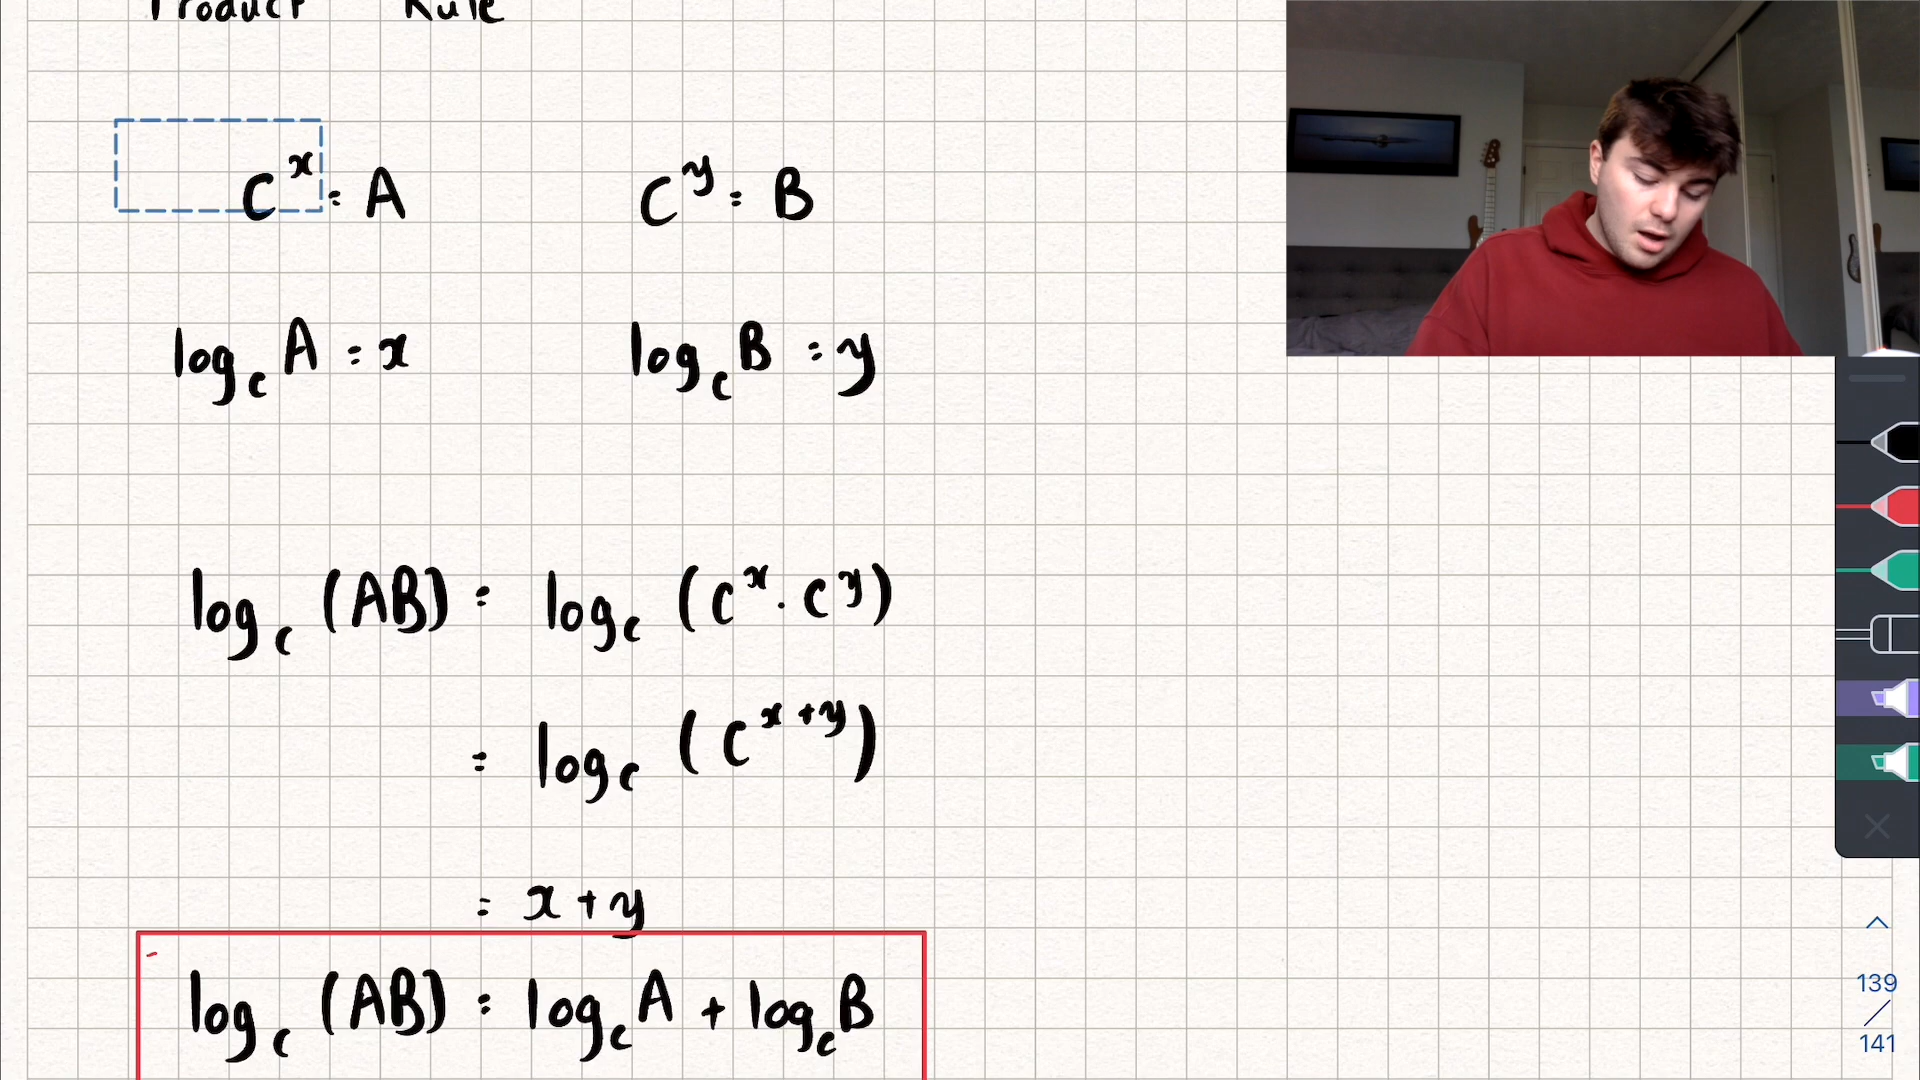 Product Rule
c^x = A c^y = B
log_c A = x log_c B = y
log_c (AB) = log_c (c^x . c^y)
= log_c (c^(x+y))
= x + y
log_c (AB) = log_c A + log_c B
139
/
141